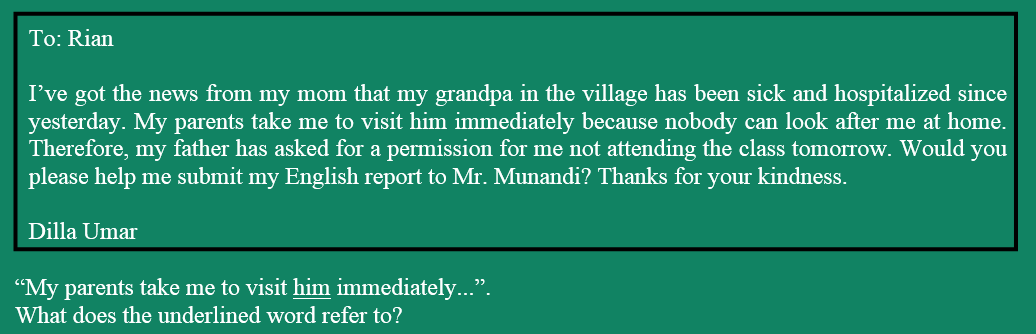 To: Rian
I’ve got the news from my mom that my grandpa in the village has been sick and hospitalized since
yesterday. My parents take me to visit him immediately because nobody can look after me at home.
Therefore, my father has asked for a permission for me not attending the class tomorrow. Would you
please help me submit my English report to Mr. Munandi? Thanks for your kindness.
Dilla Umar
“My parents take me to visit him immediately...”.
What does the underlined word refer to?